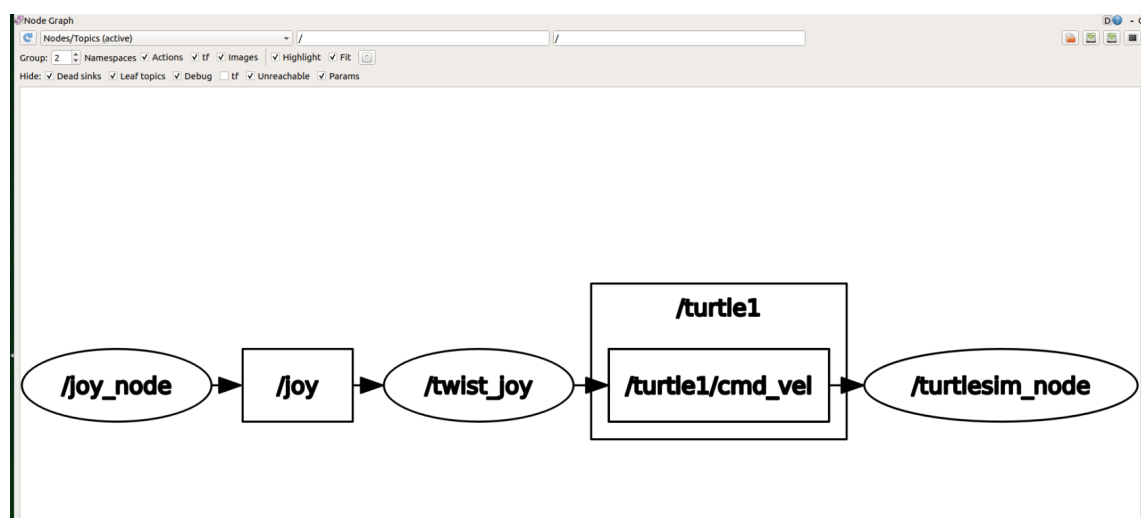 Node Graph
D - 
Nodes/Topics (active) / /
Group: 2 Namespaces Actions tf Images Highlight Fit
Hide: Dead sinks Leaf topics Debug tf Unreachable Params
/turtle1
/joy_node /joy /twist_joy /turtle1/cmd_vel /turtlesim_node